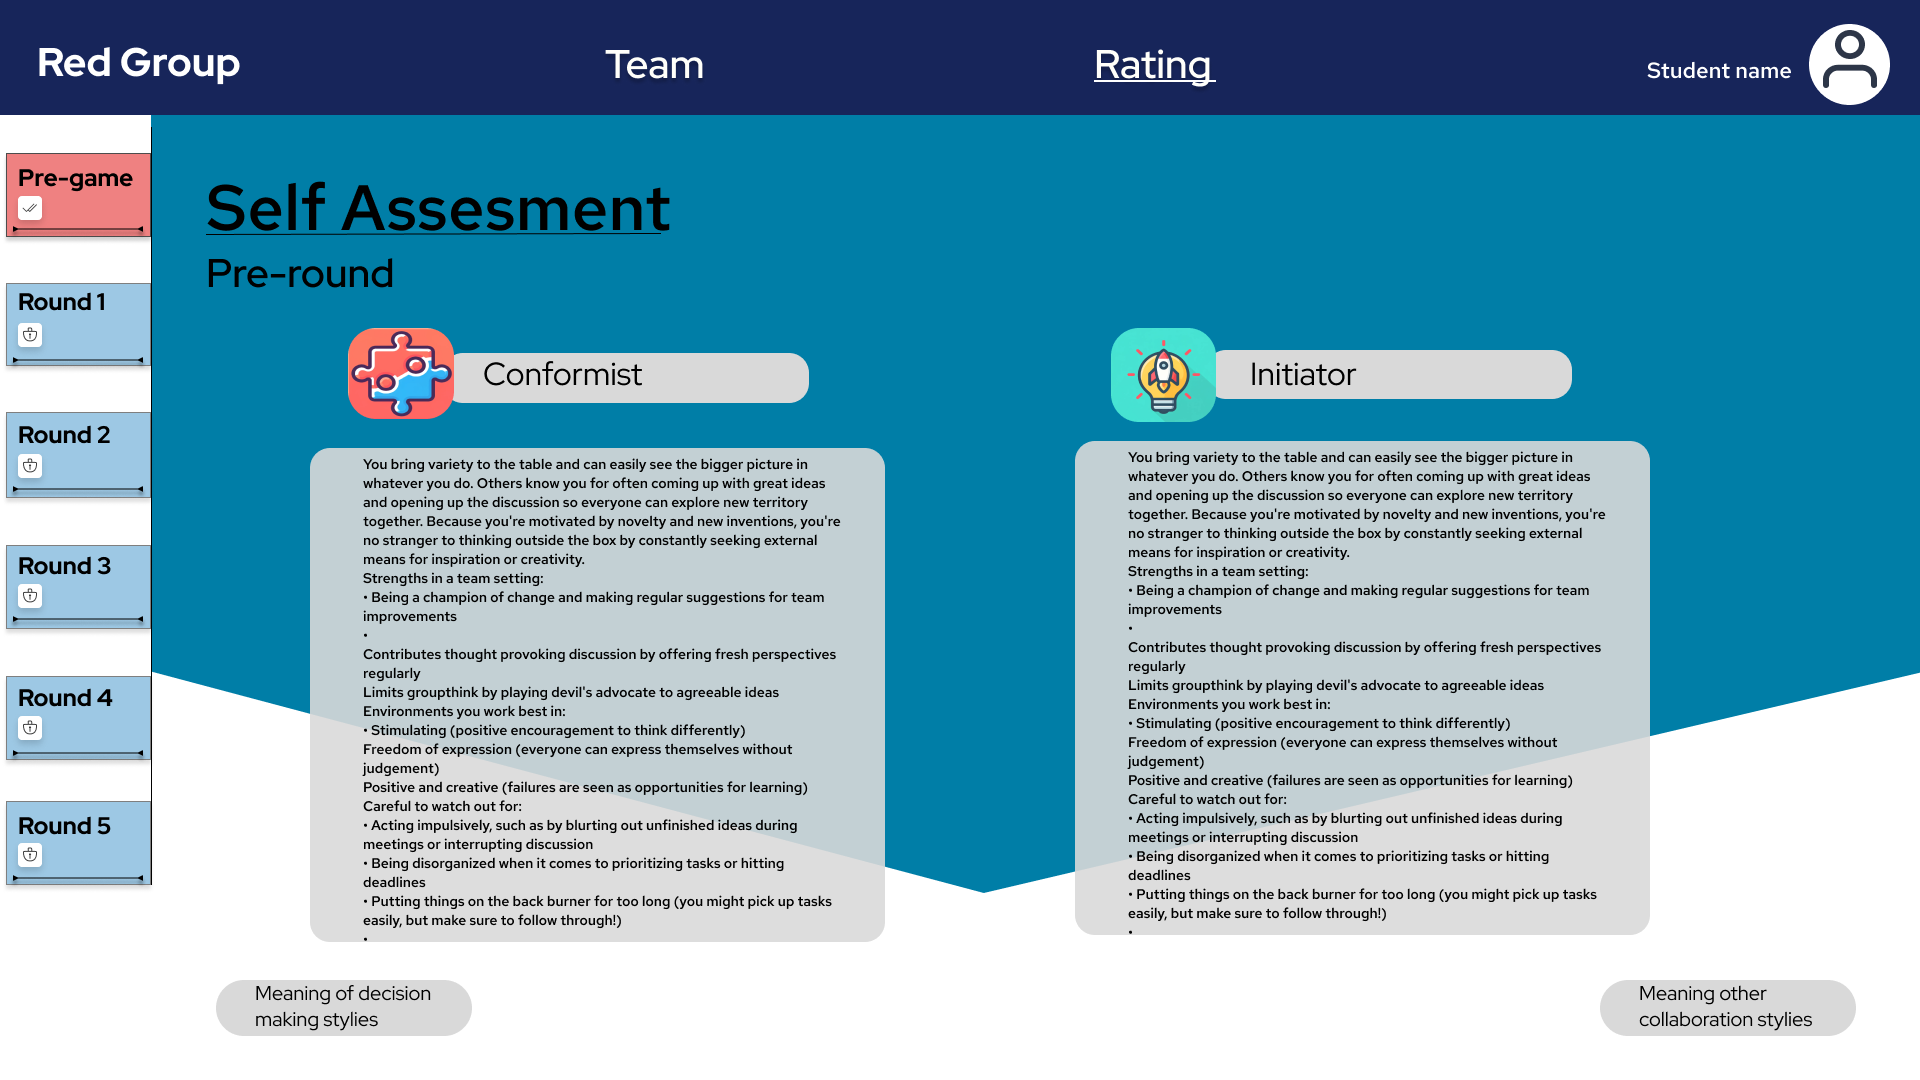 Red Group
Team
Rating
Student name
Pre-game
Round 1
Round 2
Round 3
Round 4
Round 5
Self Assesment
Pre-round
Conformist
You bring variety to the table and can easily see the bigger picture in
whatever you do. Others know you for often coming up with great ideas
and opening up the discussion so everyone can explore new territory
together. Because you're motivated by novelty and new inventions, you're
no stranger to thinking outside the box by constantly seeking external
means for inspiration or creativity.
Strengths in a team setting:
• Being a champion of change and making regular suggestions for team
improvements
•
Contributes thought provoking discussion by offering fresh perspectives
regularly
Limits groupthink by playing devil's advocate to agreeable ideas
Environments you work best in:
• Stimulating (positive encouragement to think differently)
Freedom of expression (everyone can express themselves without
judgement)
Positive and creative (failures are seen as opportunities for learning)
Careful to watch out for:
• Acting impulsively, such as by blurting out unfinished ideas during
meetings or interrupting discussion
• Being disorganized when it comes to prioritizing tasks or hitting
deadlines
• Putting things on the back burner for too long (you might pick up tasks
easily, but make sure to follow through!)
•
Initiator
You bring variety to the table and can easily see the bigger picture in
whatever you do. Others know you for often coming up with great ideas
and opening up the discussion so everyone can explore new territory
together. Because you're motivated by novelty and new inventions, you're
no stranger to thinking outside the box by constantly seeking external
means for inspiration or creativity.
Strengths in a team setting:
• Being a champion of change and making regular suggestions for team
improvements
•
Contributes thought provoking discussion by offering fresh perspectives
regularly
Limits groupthink by playing devil's advocate to agreeable ideas
Environments you work best in:
• Stimulating (positive encouragement to think differently)
Freedom of expression (everyone can express themselves without
judgement)
Positive and creative (failures are seen as opportunities for learning)
Careful to watch out for:
• Acting impulsively, such as by blurting out unfinished ideas during
meetings or interrupting discussion
• Being disorganized when it comes to prioritizing tasks or hitting
deadlines
• Putting things on the back burner for too long (you might pick up tasks
easily, but make sure to follow through!)
•
Meaning of decision
making stylies
Meaning other
collaboration stylies